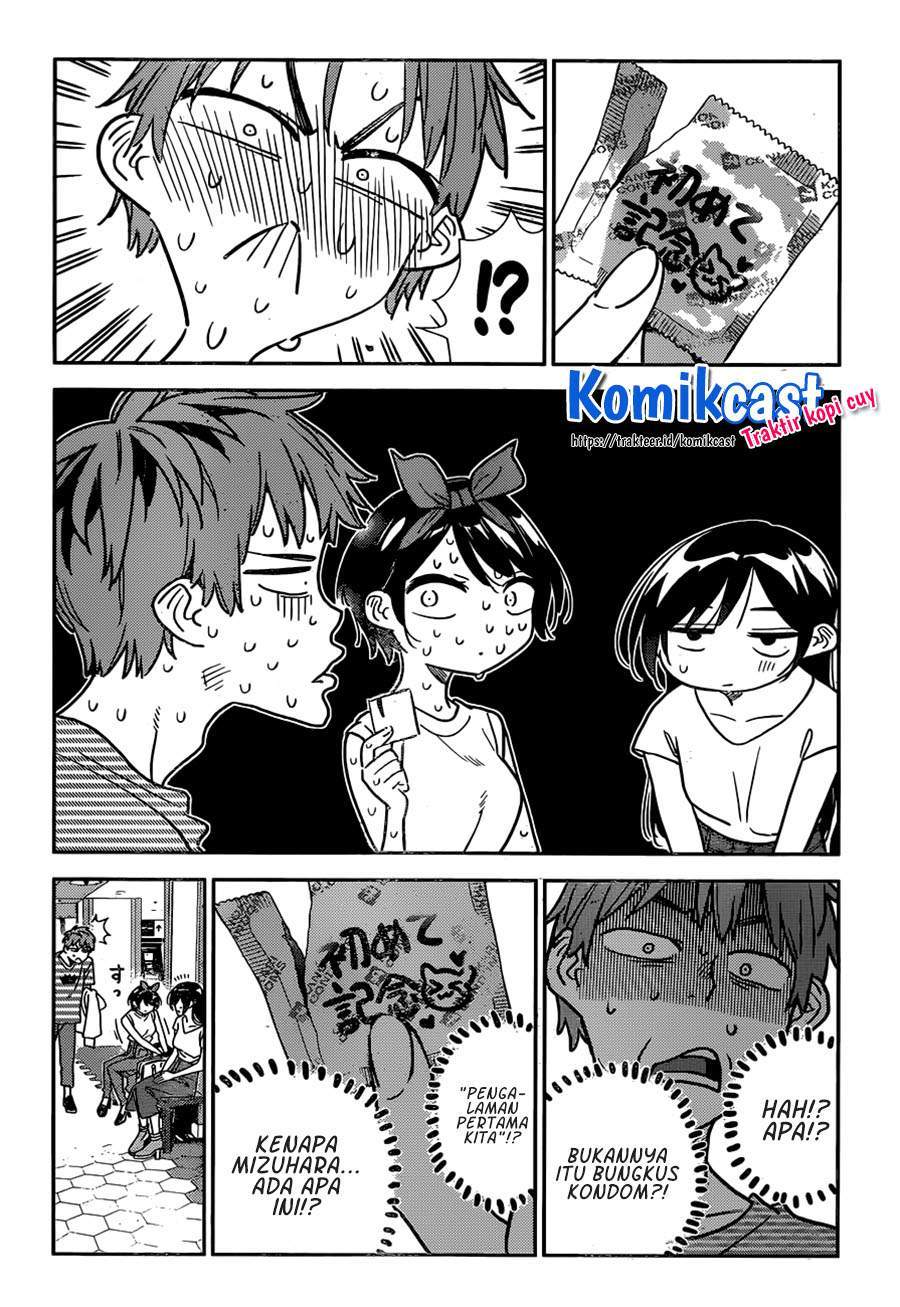 初めて
記念
!?
Komikcast
Traktir kopi cuy
https://trakteer.id/komikcast
HAH!?
APA!?
BUKANNYA
ITU BUNGKUS
KONDOM?!
初めて
記念
"PENGA-
LAMAN
PERTAMA
KITA"!?
KENAPA
MIZUHARA...
ADA APA
INI!?
すっ